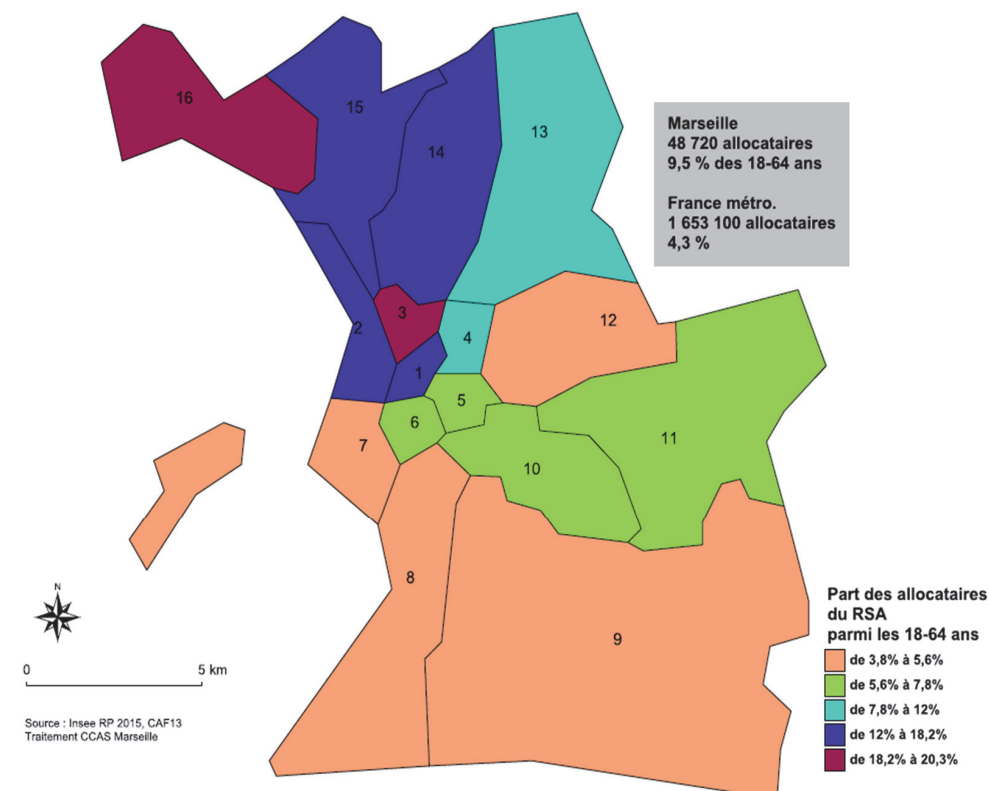 16
15
14
13
Marseille
48 720 allocataires
9,5 % des 18-64 ans
France métro.
1 653 100 allocataires
4,3 %
3
2
4
12
1
5
6
7
11
10
8
9
N
0 5 km
Source : Insee RP 2015, CAF13
Traitement CCAS Marseille
Part des allocataires
du RSA
parmi les 18-64 ans
de 3,8% à 5,6%
de 5,6% à 7,8%
de 7,8% à 12%
de 12% à 18,2%
de 18,2% à 20,3%